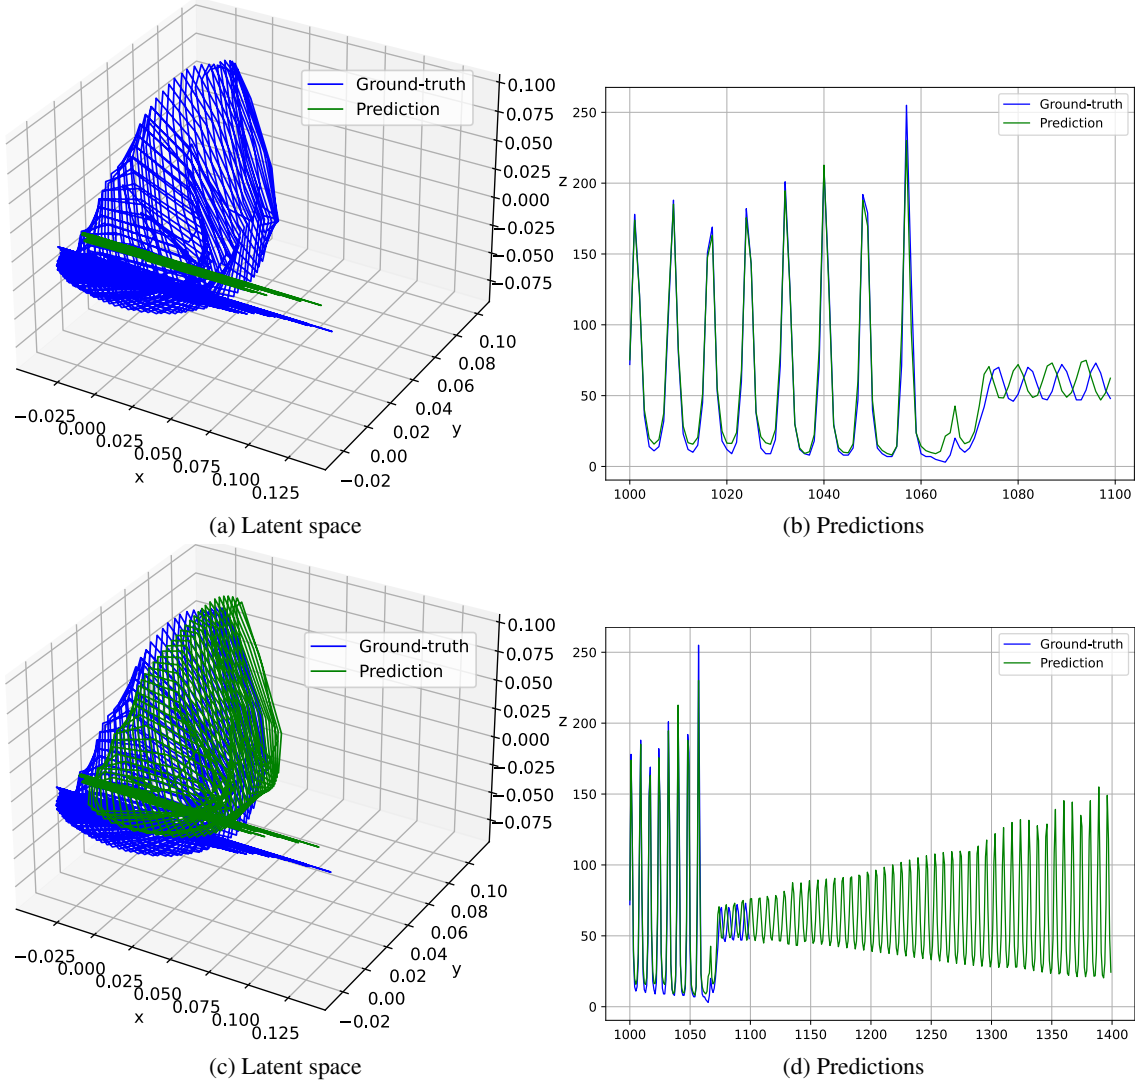 Ground-truth
Prediction
0.100
0.075
0.050
0.025
0.000
−0.025
−0.050
−0.075
z
0.10
0.08
0.06
0.04
0.02
0.00
−0.02
y
−0.025
0.000
0.025
0.050
0.075
0.100
0.125
x
(a) Latent space
Ground-truth
Prediction
250
200
150
100
50
0
1000 1020 1040 1060 1080 1100
(b) Predictions
Ground-truth
Prediction
0.100
0.075
0.050
0.025
0.000
−0.025
−0.050
−0.075
z
0.10
0.08
0.06
0.04
0.02
0.00
−0.02
y
−0.025
0.000
0.025
0.050
0.075
0.100
0.125
x
(c) Latent space
Ground-truth
Prediction
250
200
150
100
50
0
1000 1050 1100 1150 1200 1250 1300 1350 1400
(d) Predictions